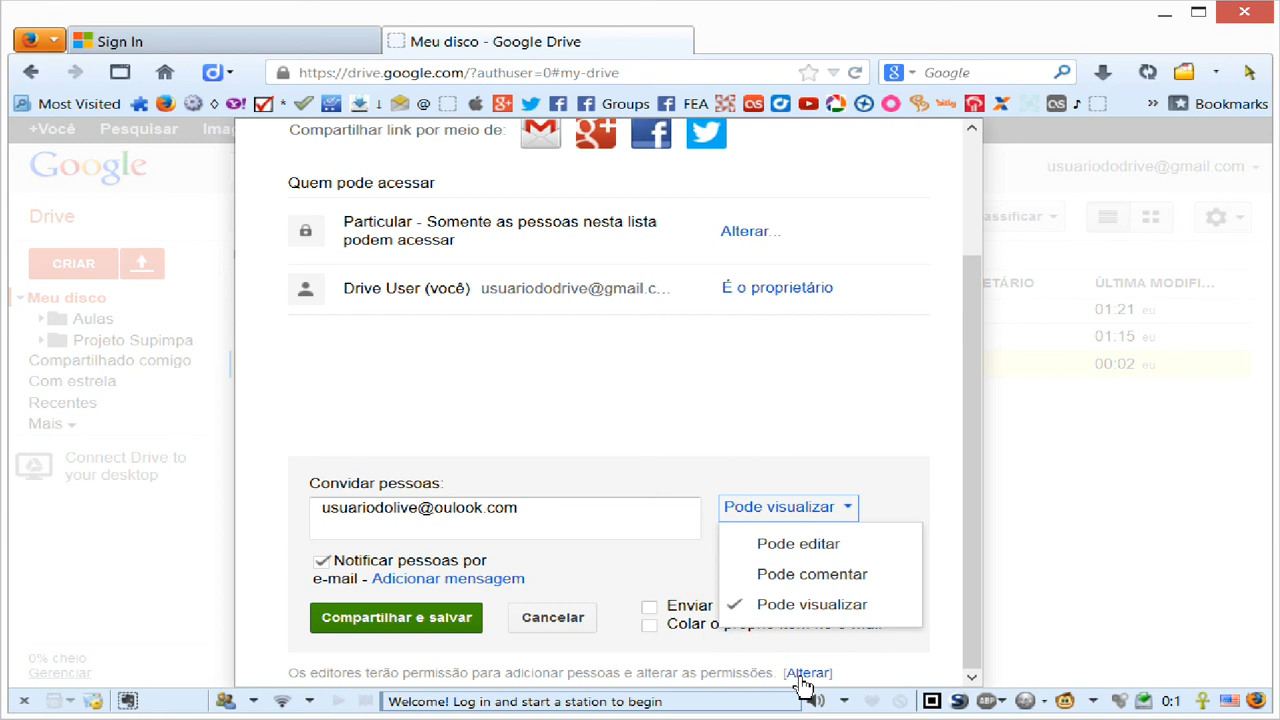 Sign In
Meu disco - Google Drive
https://drive.google.com/?authuser=0#my-drive
Google
Most Visited
@
Groups
FEA
bitly
Bookmarks
+Você Pesquisar
Compartilhar link por meio de:
Google
usuariododrive@gmail.com
Quem pode acessar
Drive
Particular - Somente as pessoas nesta lista
podem acessar
Alterar...
CRIAR
Drive User (você) usuariododrive@gmail.c...
É o proprietário
ETÁRIO
ÚLTIMA MODIFI...
Meu disco
Aulas
Projeto Supimpa
Compartilhado comigo
Com estrela
Recentes
Mais
01:21 eu
01:15 eu
00:02 eu
Connect Drive to
your desktop
Convidar pessoas:
usuariodolive@oulook.com
Pode visualizar
Pode editar
Pode comentar
Pode visualizar
Notificar pessoas por
e-mail - Adicionar mensagem
Compartilhar e salvar
Cancelar
Enviar
Colar o
0% cheio
Gerenciar
Os editores terão permissão para adicionar pessoas e alterar as permissões. [Alterar]
Welcome! Log in and start a station to begin
ABP
0:1